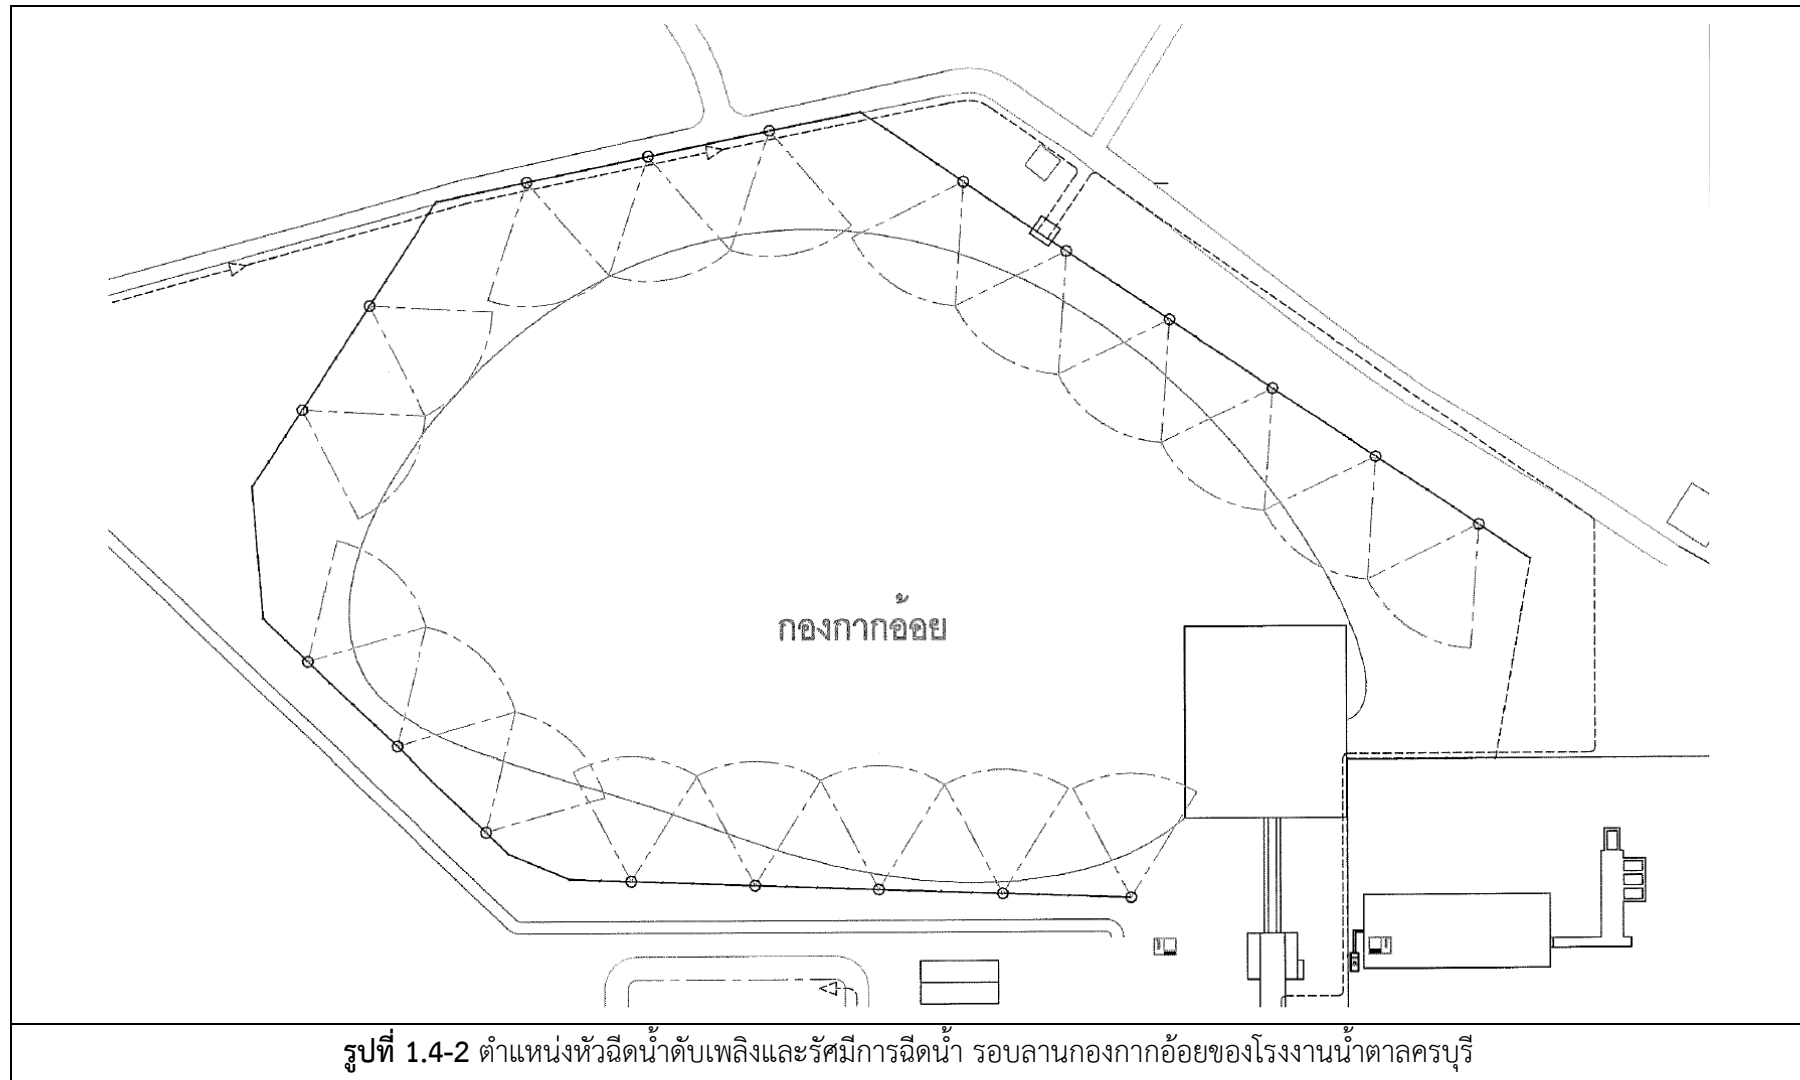 กองกากอ้อย
รูปที่ 1.4-2 ตำแหน่งหัวฉีดน้ำดับเพลิงและรัศมีการฉีดน้ำ รอบลานกองกากอ้อยของโรงงานน้ำตาลครบุรี